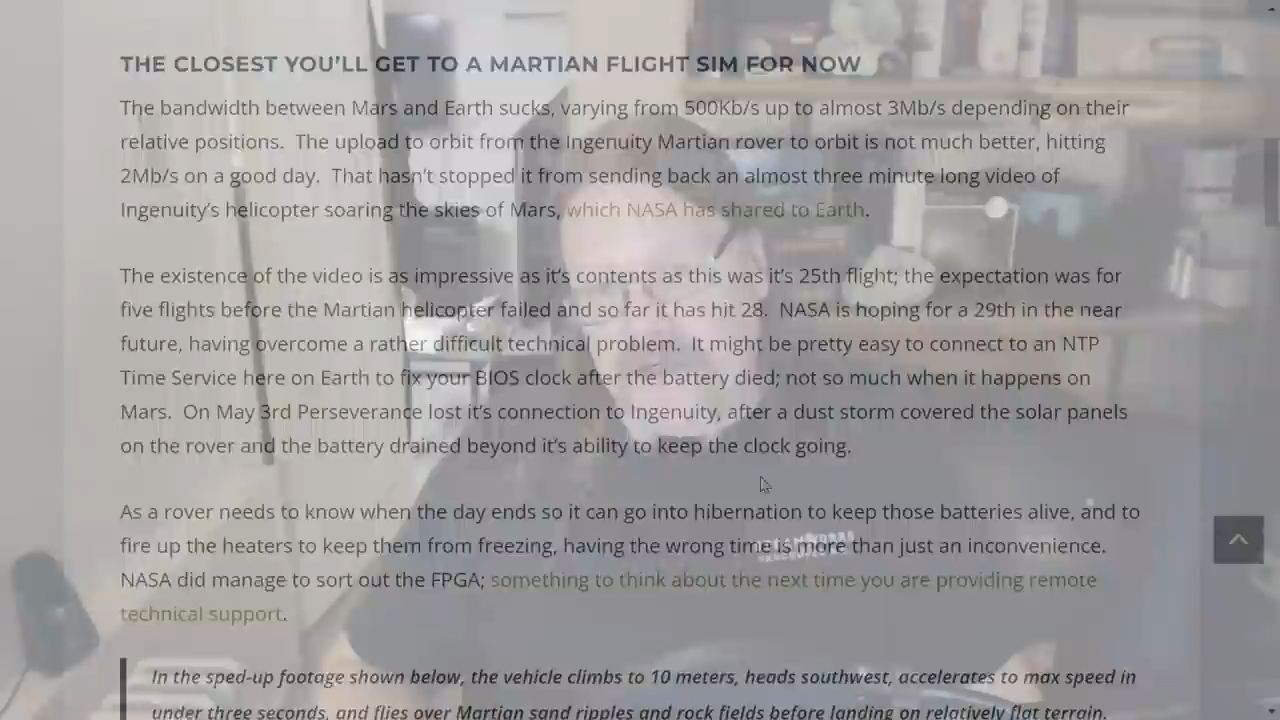 THE CLOSEST YOU'LL GET TO A MARTIAN FLIGHT SIM FOR NOW
The bandwidth between Mars and Earth sucks, varying from 500Kb/s up to almost 3Mb/s depending on their
relative positions.  The upload to orbit from the Ingenuity Martian rover to orbit is not much better, hitting
2Mb/s on a good day.  That hasn't stopped it from sending back an almost three minute long video of
Ingenuity's helicopter soaring the skies of Mars, which NASA has shared to Earth.
The existence of the video is as impressive as it's contents as this was it's 25th flight; the expectation was for
five flights before the Martian helicopter failed and so far it has hit 28.  NASA is hoping for a 29th in the near
future, having overcome a rather difficult technical problem.  It might be pretty easy to connect to an NTP
Time Service here on Earth to fix your BIOS clock after the battery died; not so much when it happens on
Mars.  On May 3rd Perseverance lost it's connection to Ingenuity, after a dust storm covered the solar panels
on the rover and the battery drained beyond it's ability to keep the clock going.
As a rover needs to know when the day ends so it can go into hibernation to keep those batteries alive, and to
fire up the heaters to keep them from freezing, having the wrong time is more than just an inconvenience.
NASA did manage to sort out the FPGA; something to think about the next time you are providing remote
technical support.
In the sped-up footage shown below, the vehicle climbs to 10 meters, heads southwest, accelerates to max speed in
under three seconds, and flies over Martian sand ripples and rock fields before landing on relatively flat terrain.